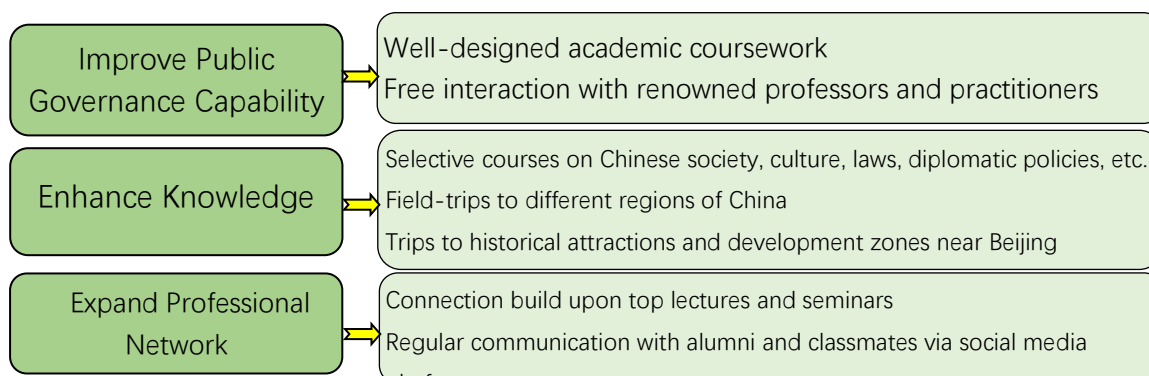 Improve Public
Governance Capability
Well-designed academic coursework
Free interaction with renowned professors and practitioners
Enhance Knowledge
Selective courses on Chinese society, culture, laws, diplomatic policies, etc.
Field-trips to different regions of China
Trips to historical attractions and development zones near Beijing
Expand Professional
Network
Connection build upon top lectures and seminars
Regular communication with alumni and classmates via social media